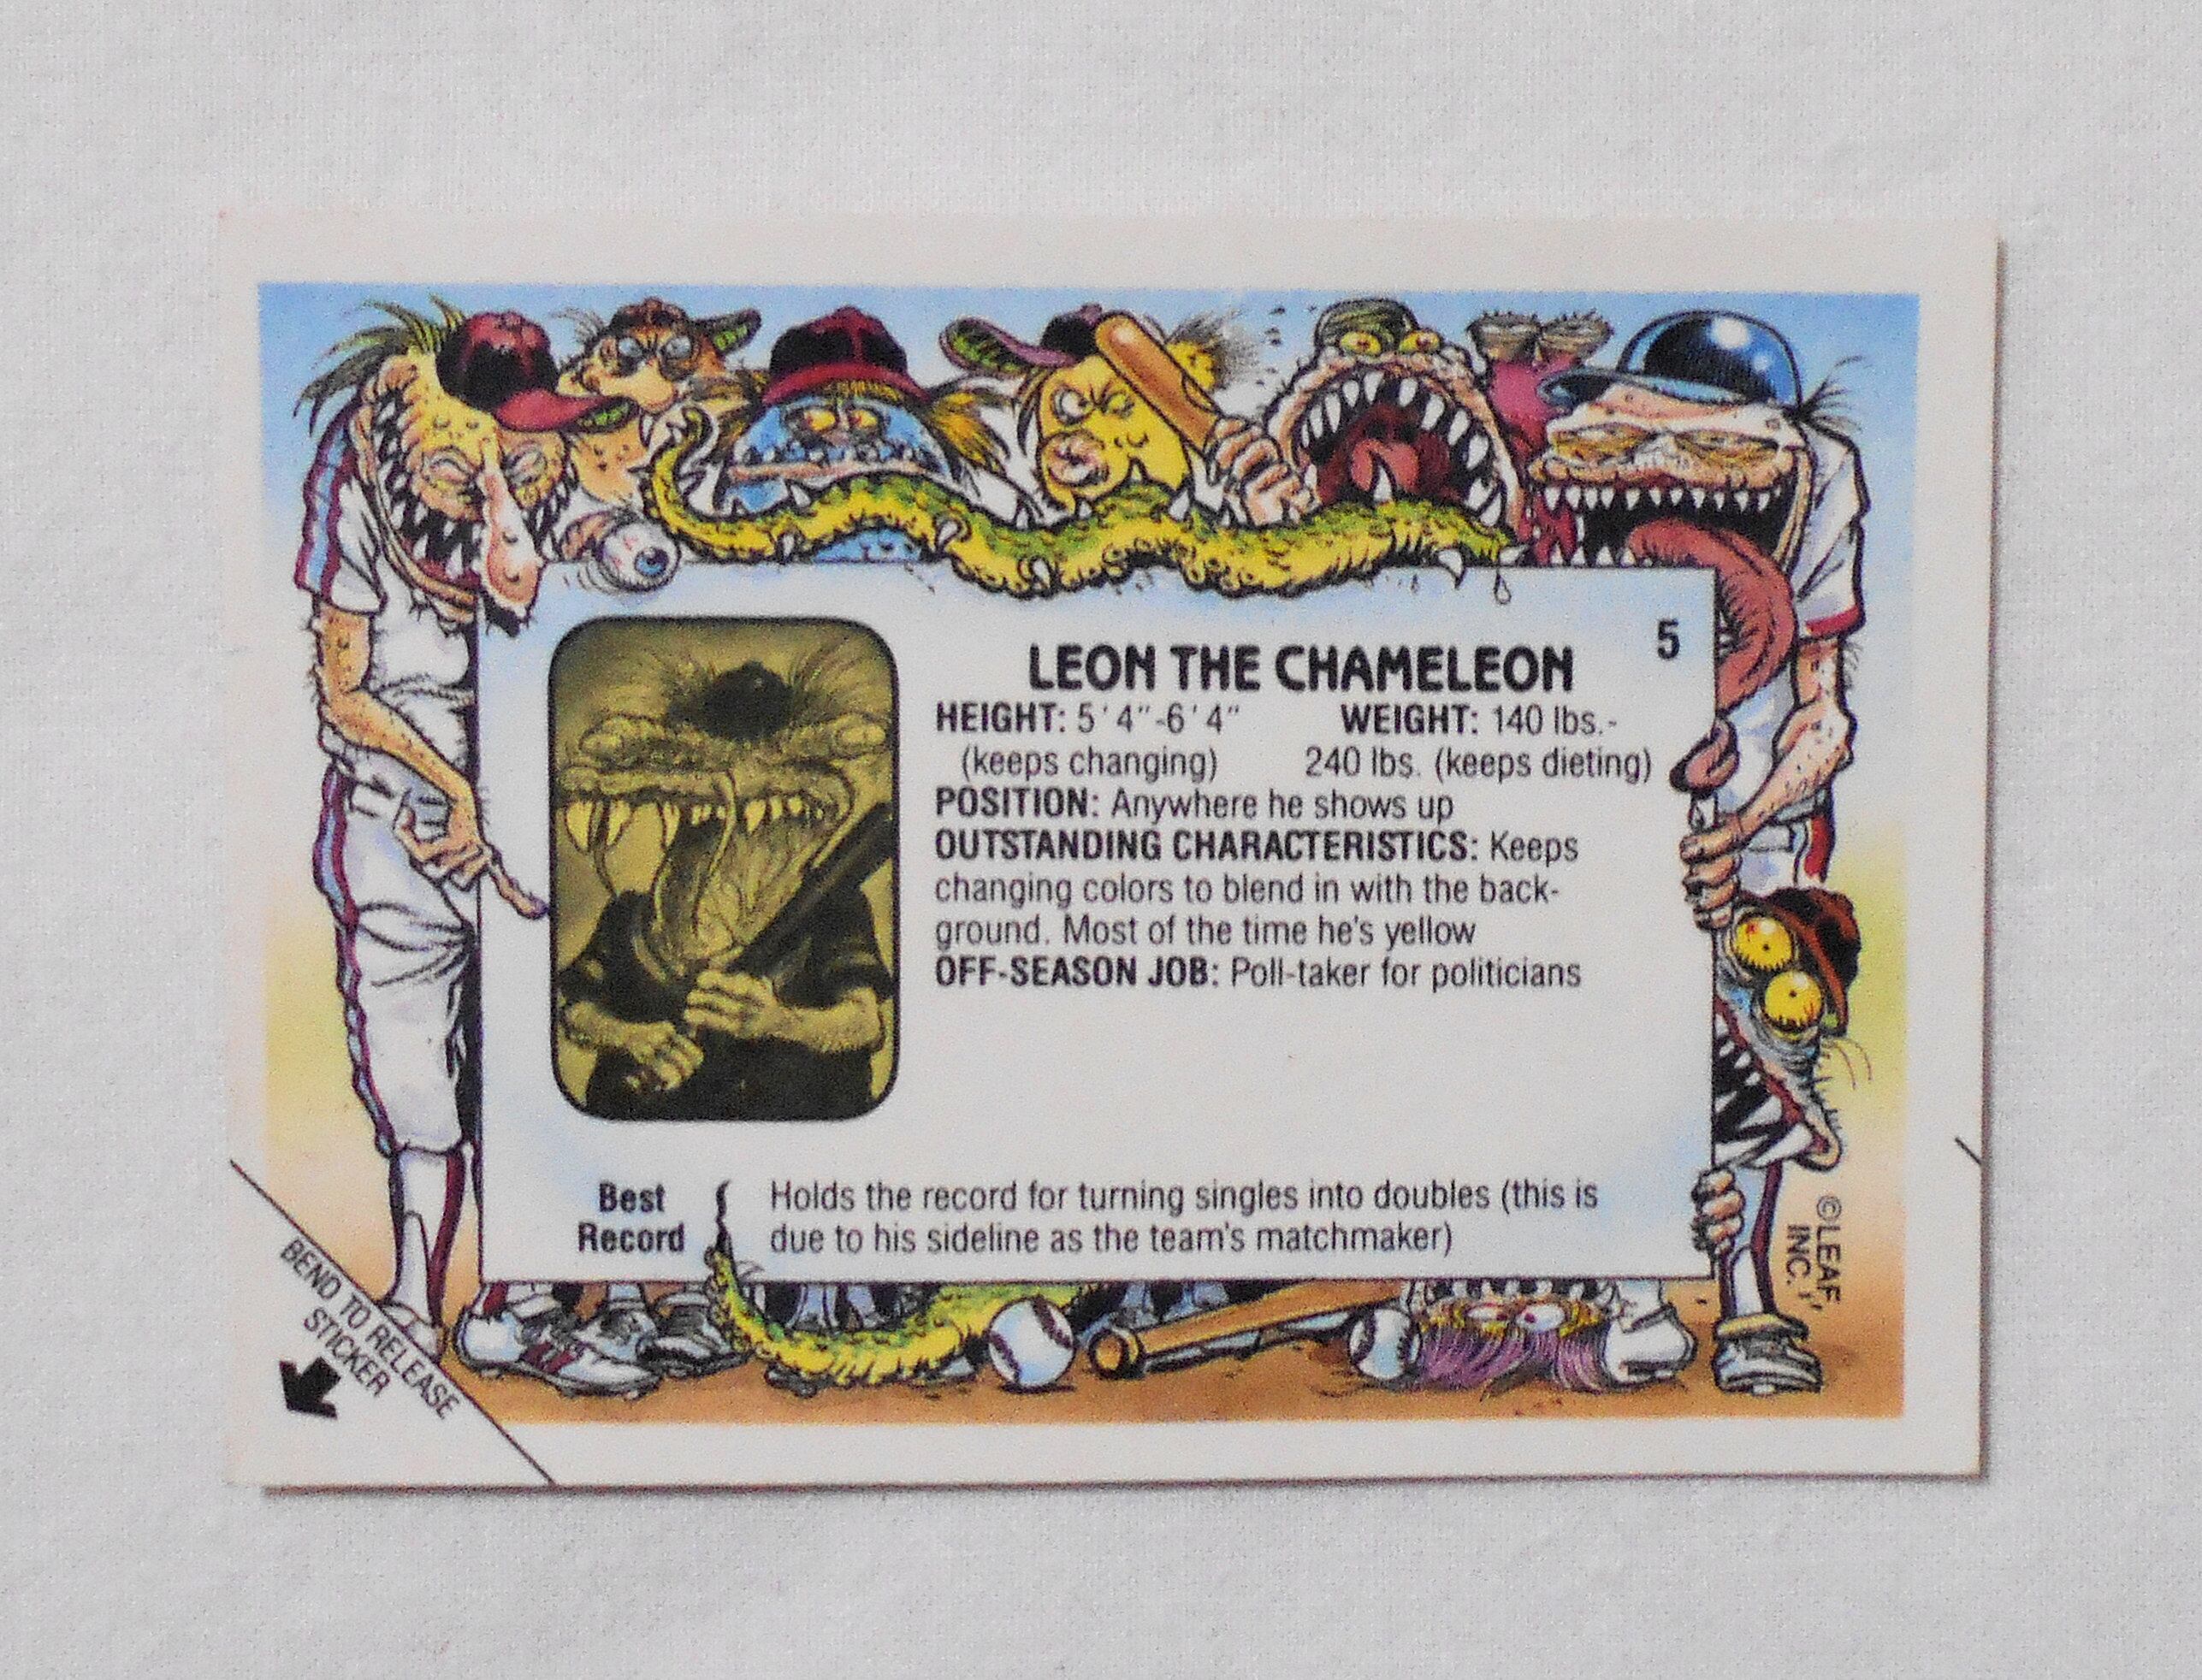 5
LEON THE CHAMELEON
HEIGHT: 5'4"-6'4" WEIGHT: 140 lbs.-
(keeps changing) 240 lbs. (keeps dieting)
POSITION: Anywhere he shows up
OUTSTANDING CHARACTERISTICS: Keeps
changing colors to blend in with the back-
ground. Most of the time he's yellow
OFF-SEASON JOB: Poll-taker for politicians
Best Holds the record for turning singles into doubles (this is
Record due to his sideline as the team's matchmaker)
©LEAF,
INC.
BEND TO RELEASE
STICKER